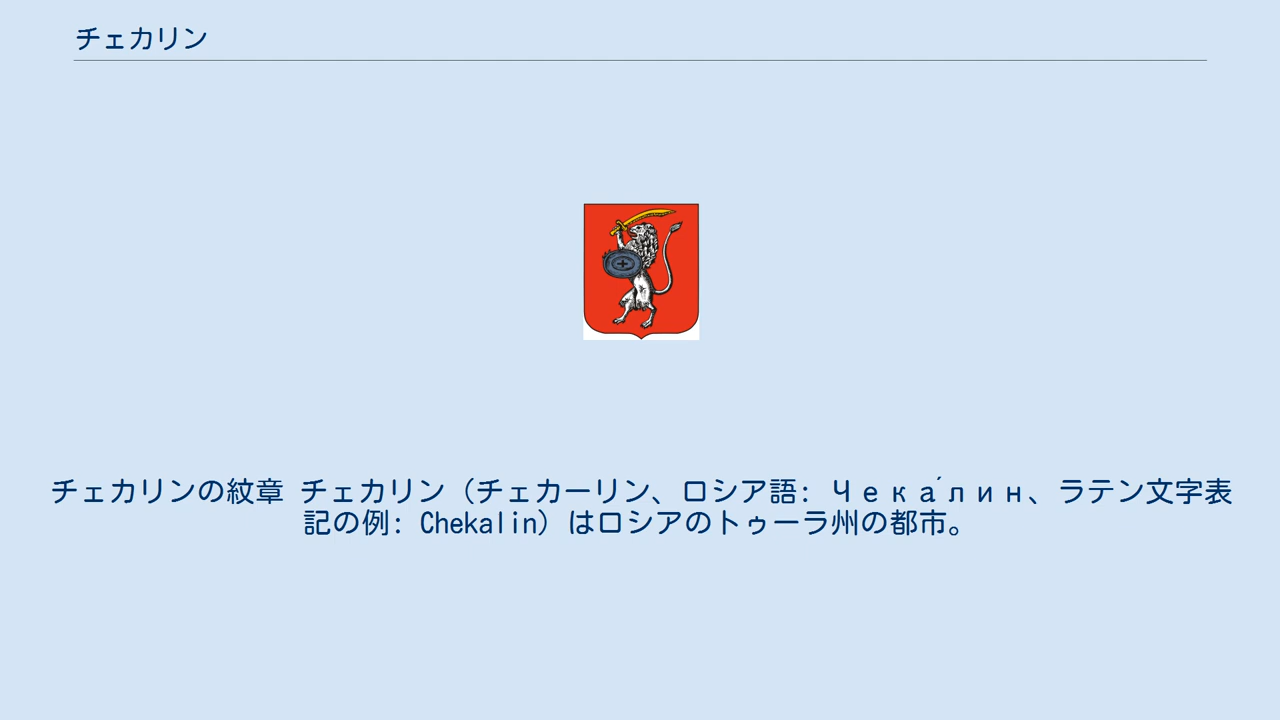 チェカリン
チェカリンの紋章 チェカリン（チェカーリン、ロシア語: Чека́лин、ラテン文字表
記の例: Chekalin）はロシアのトゥーラ州の都市。